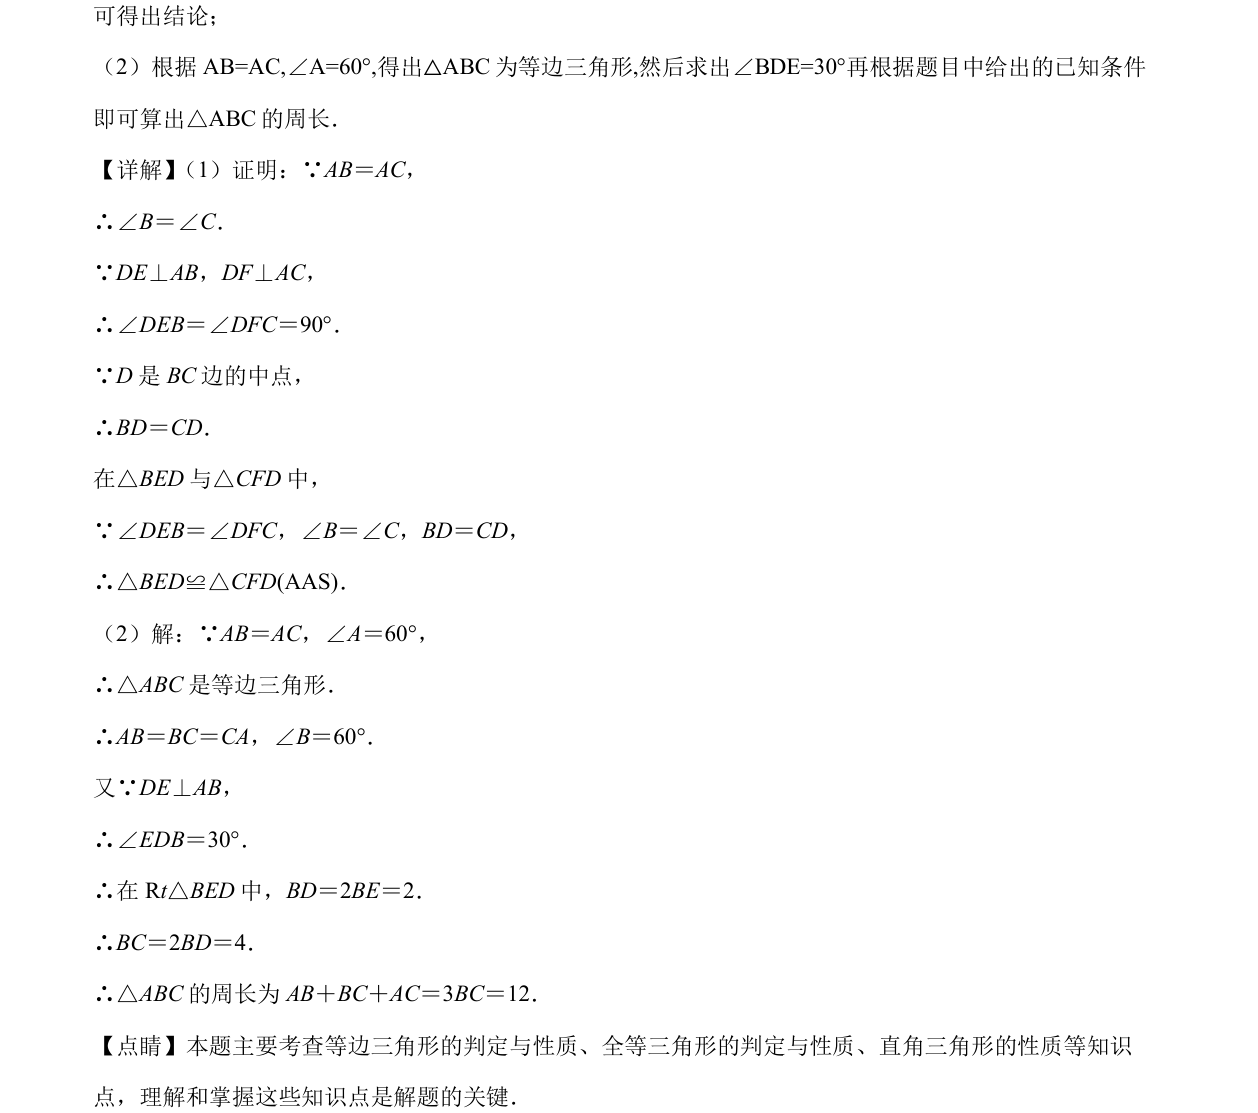 可得出结论；
（2）根据 AB=AC,∠A=60°,得出△ABC 为等边三角形,然后求出∠BDE=30°再根据题目中给出的已知条件
即可算出△ABC 的周长．
【详解】（1）证明：∵AB＝AC，
∴∠B＝∠C．
∵DE⊥AB，DF⊥AC，
∴∠DEB＝∠DFC＝90°．
∵D 是 BC 边的中点，
∴BD＝CD．
在△BED 与△CFD 中，
∵∠DEB＝∠DFC，∠B＝∠C，BD＝CD，
∴△BED≌△CFD(AAS)．
（2）解：∵AB＝AC，∠A＝60°，
∴△ABC 是等边三角形．
∴AB＝BC＝CA，∠B＝60°．
又∵DE⊥AB，
∴∠EDB＝30°．
∴在 Rt△BED 中，BD＝2BE＝2．
∴BC＝2BD＝4．
∴△ABC 的周长为 AB＋BC＋AC＝3BC＝12．
【点睛】本题主要考查等边三角形的判定与性质、全等三角形的判定与性质、直角三角形的性质等知识
点，理解和掌握这些知识点是解题的关键．